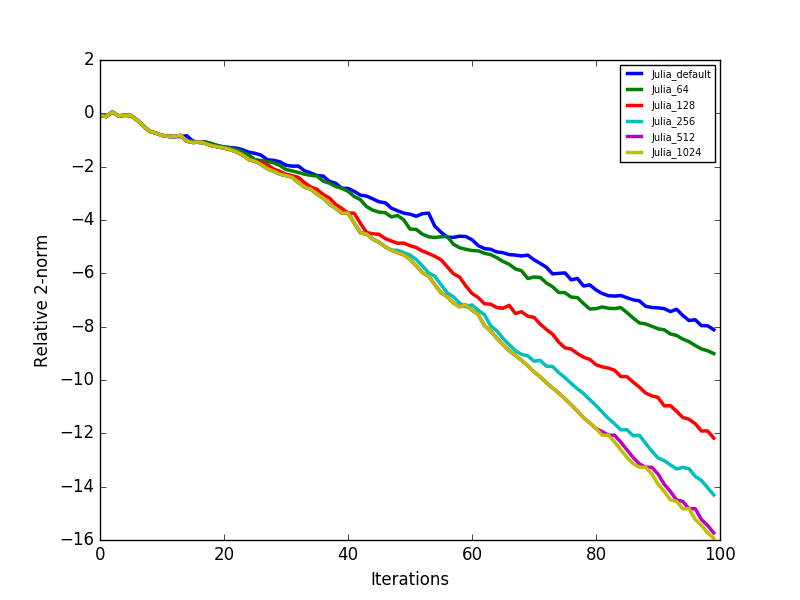 2
0
−2
−4
−6
−8
−10
−12
−14
−16
0 20 40 60 80 100
Relative 2-norm
Iterations
Julia_default
Julia_64
Julia_128
Julia_256
Julia_512
Julia_1024